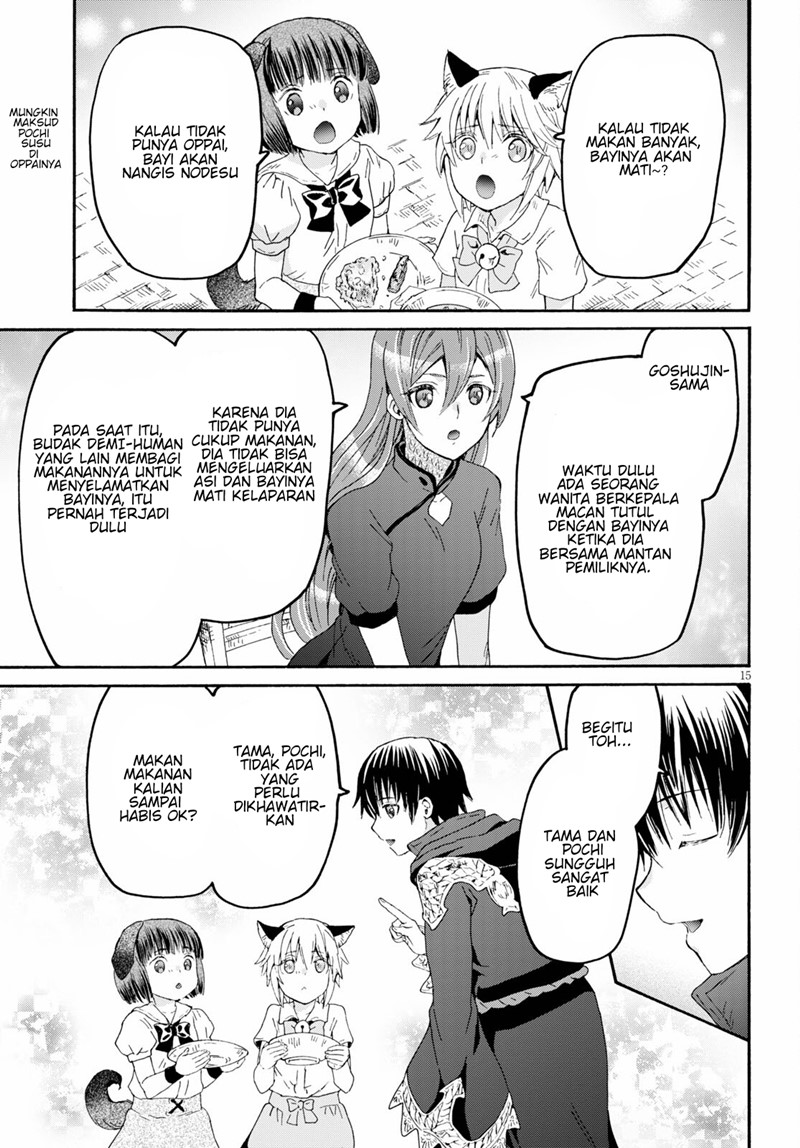 KALAU TIDAK
MAKAN BANYAK,
BAYINYA AKAN
MATI~?
KALAU TIDAK
PUNYA OPPAI,
BAYI AKAN
NANGIS NODESU
MUNGKIN
MAKSUD
POCHI
SUSU
DI
OPPAINYA
GOSHUJIN-
SAMA
WAKTU DULU
ADA SEORANG
WANITA BERKEPALA
MACAN TUTUL
DENGAN BAYINYA
KETIKA DIA
BERSAMA MANTAN
PEMILIKNYA.
KARENA DIA
TIDAK PUNYA
CUKUP MAKANAN,
DIA TIDAK BISA
MENGELUARKAN
ASI DAN BAYINYA
MATI KELAPARAN
PADA SAAT ITU,
BUDAK DEMI-HUMAN
YANG LAIN MEMBAGI
MAKANANNYA UNTUK
MENYELAMATKAN
BAYINYA, ITU
PERNAH TERJADI
DULU
15
BEGITU
TOH...
TAMA DAN
POCHI
SUNGGUH
SANGAT
BAIK
TAMA, POCHI,
TIDAK ADA
YANG
PERLU
DIKHAWATIR-
KAN
MAKAN
MAKANAN
KALIAN
SAMPAI
HABIS OK?